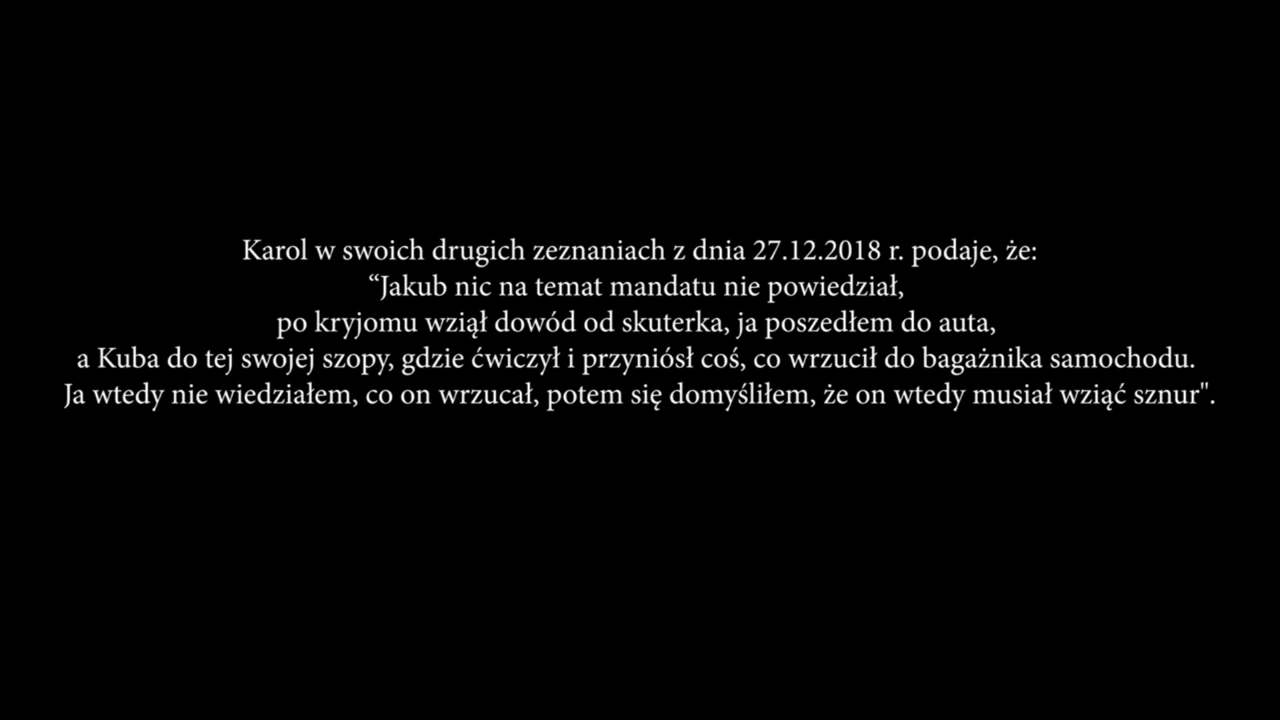 Karol w swoich drugich zeznaniach z dnia 27.12.2018 r. podaje, że:
“Jakub nic na temat mandatu nie powiedział,
po kryjomu wziął dowód od skuterka, ja poszedłem do auta,
a Kuba do tej swojej szopy, gdzie ćwiczył i przyniósł coś, co wrzucił do bagażnika samochodu.
Ja wtedy nie wiedziałem, co on wrzucał, potem się domyśliłem, że on wtedy musiał wziąć sznur".